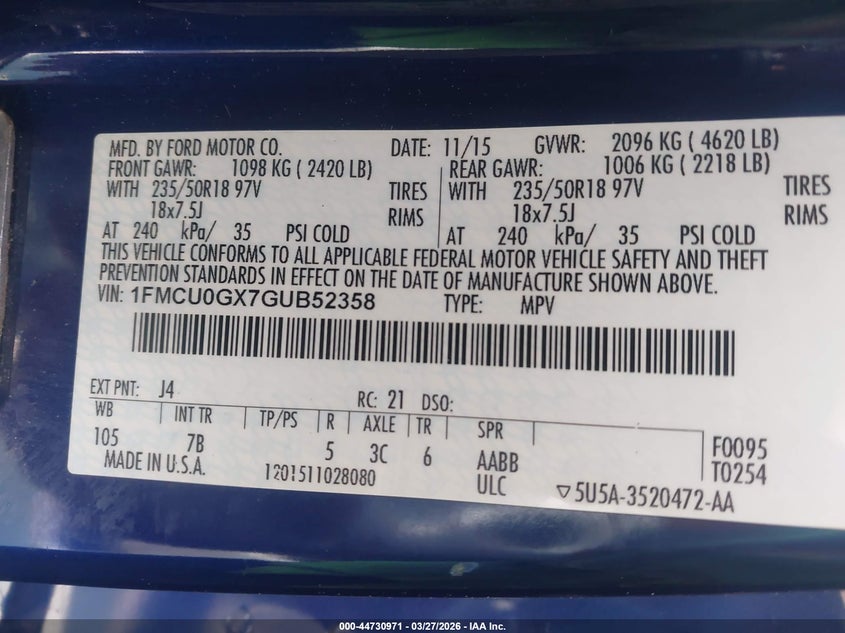 MFD. BY FORD MOTOR CO. DATE: 11/15 GVWR: 2096 KG ( 4620 LB)
FRONT GAWR: 1098 KG ( 2420 LB) REAR GAWR: 1006 KG ( 2218 LB)
WITH 235/50R18 97V TIRES WITH 235/50R18 97V TIRES
18x7.5J RIMS 18x7.5J RIMS
AT 240 kPa/ 35 PSI COLD AT 240 kPa/ 35 PSI COLD
THIS VEHICLE CONFORMS TO ALL APPLICABLE FEDERAL MOTOR VEHICLE SAFETY AND THEFT
PREVENTION STANDARDS IN EFFECT ON THE DATE OF MANUFACTURE SHOWN ABOVE.
VIN: 1FMCU0GX7GUB52358 TYPE: MPV
EXT PNT: J4 RC: 21 DSO:
WB INT TR TP/PS R AXLE TR SPR
105 7B 5 3C 6 AABB F0095
MADE IN U.S.A. 1201511028080 ULC T0254
▽5U5A-3520472-AA
000-44730971 — 03/27/2026 — IAA Inc.